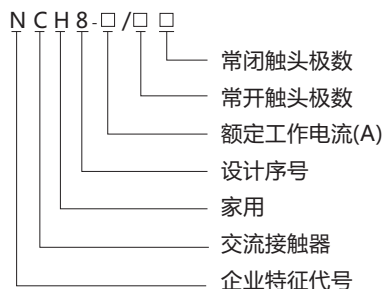 NCH8-□/□ □
常闭触头极数
常开触头极数
额定工作电流(A)
设计序号
家用
交流接触器
企业特征代号